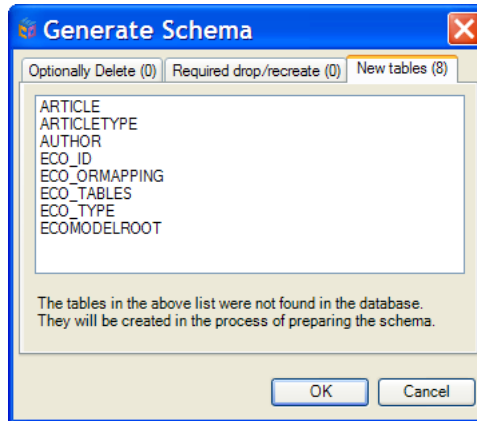 Generate Schema
Optionally Delete (0) Required drop/recreate (0) New tables (8)
ARTICLE
ARTICLETYPE
AUTHOR
ECO_ID
ECO_ORMAPPING
ECO_TABLES
ECO_TYPE
ECOMODELROOT
The tables in the above list were not found in the database.
They will be created in the process of preparing the schema.
OK Cancel